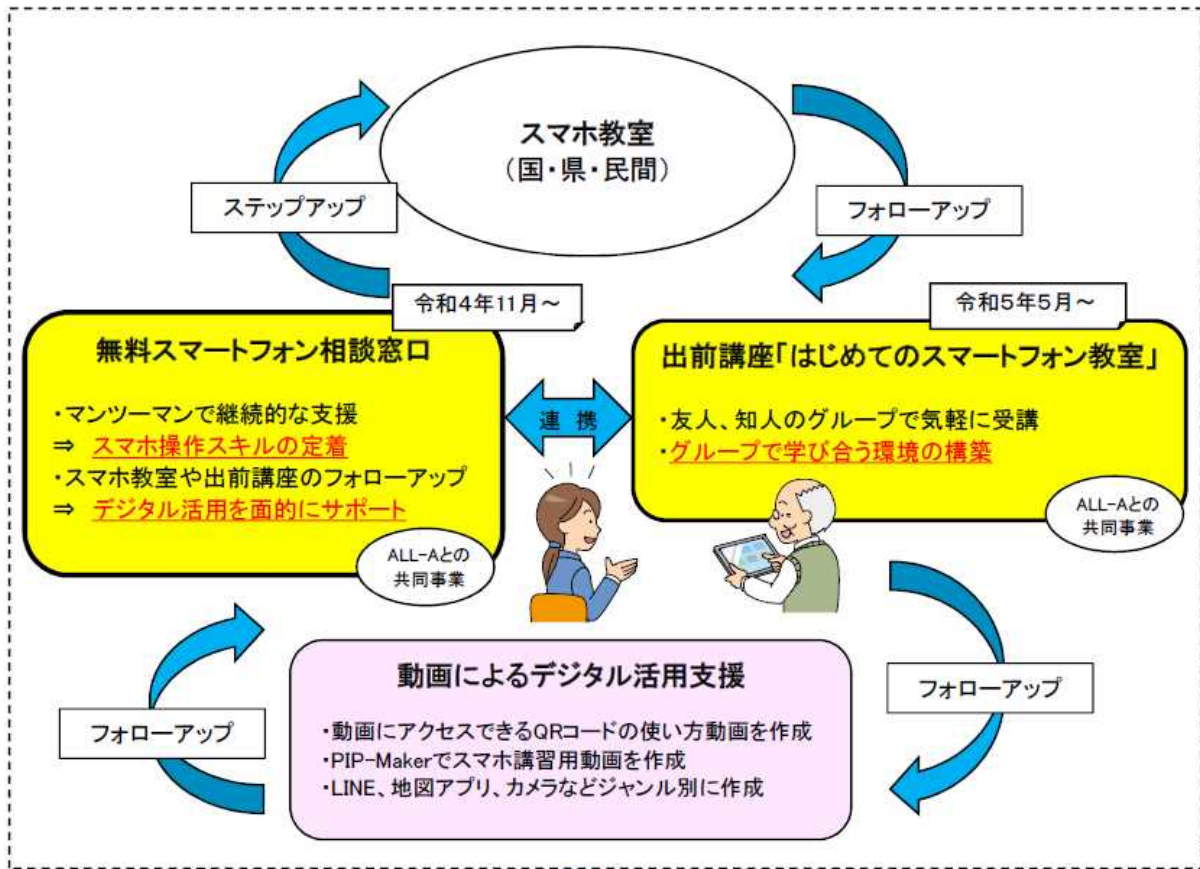 スマホ教室
（国・県・民間）
ステップアップ
フォローアップ
令和4年11月～
令和5年5月～
無料スマートフォン相談窓口
・マンツーマンで継続的な支援
⇒ スマホ操作スキルの定着
・スマホ教室や出前講座のフォローアップ
⇒ デジタル活用を面的にサポート
ALL-Aとの
共同事業
連 携
出前講座「はじめてのスマートフォン教室」
・友人、知人のグループで気軽に受講
・グループで学び合う環境の構築
ALL-Aとの
共同事業
フォローアップ
動画によるデジタル活用支援
・動画にアクセスできるQRコードの使い方動画を作成
・PIP-Makerでスマホ講習用動画を作成
・LINE、地図アプリ、カメラなどジャンル別に作成
フォローアップ